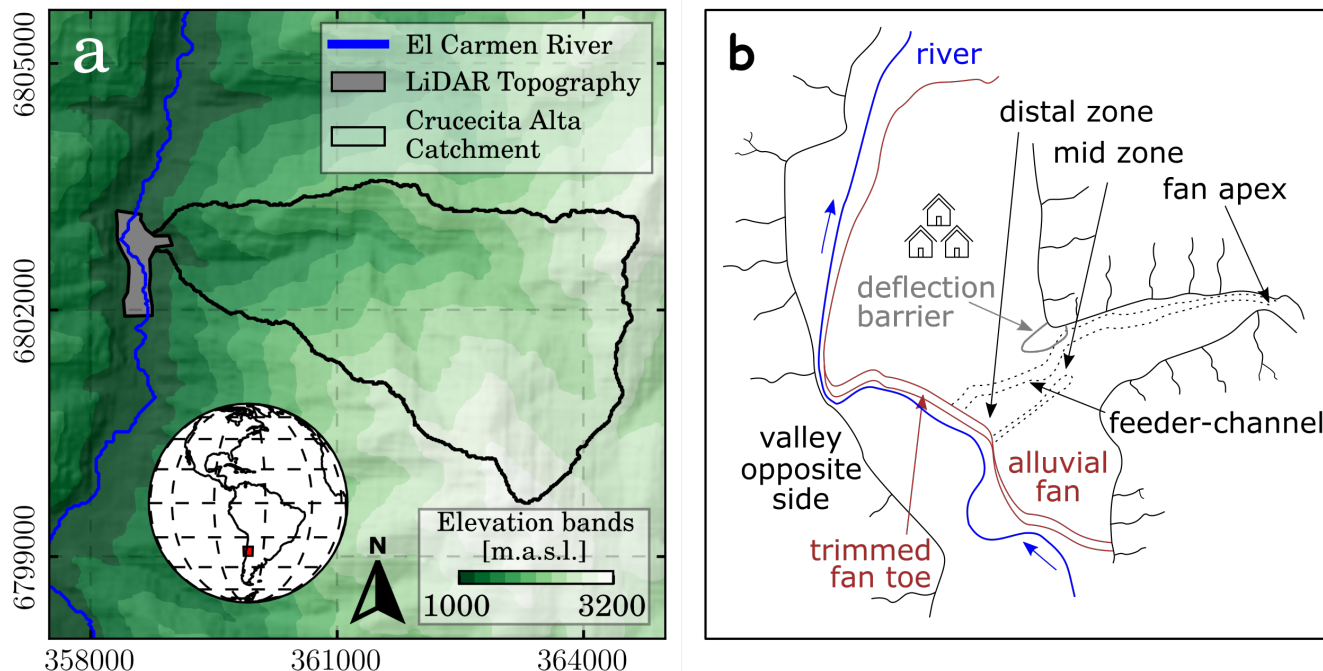 a
El Carmen River
LiDAR Topography
Crucecita Alta
Catchment
6805000
6802000
6799000
N
Elevation bands
[m.a.s.l.]
1000
3200
358000
361000
364000
b
river
distal zone
mid zone
fan apex
deflection
barrier
feeder-channel
valley
opposite
side
alluvial
fan
trimmed
fan toe